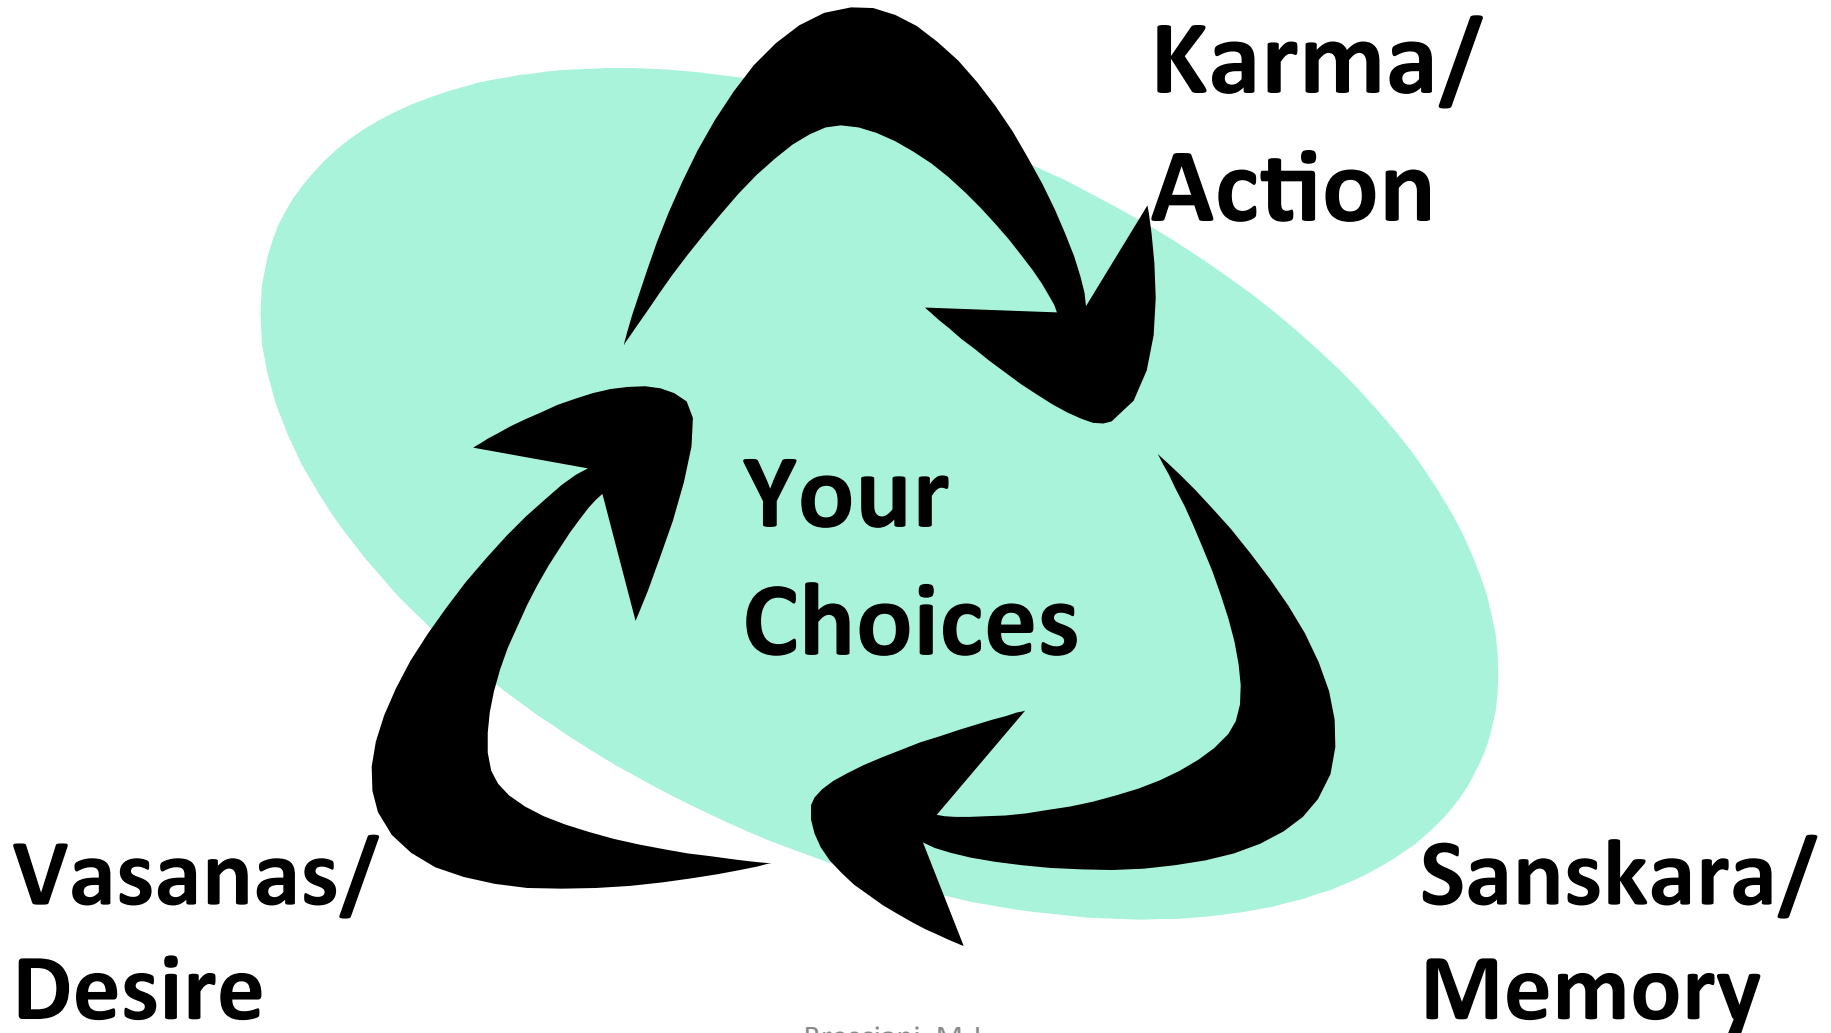 Karma/
Action
Your
Choices
Vasanas/
Desire
Sanskara/
Memory